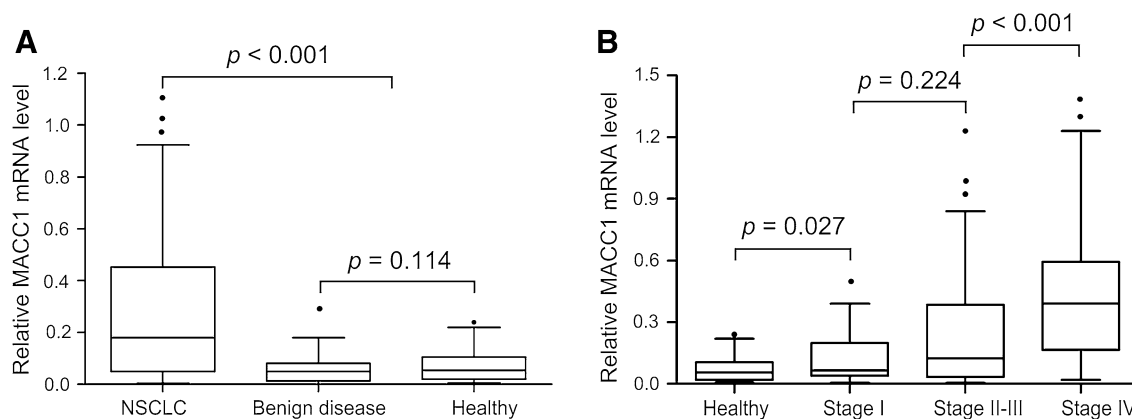 A
p < 0.001
Relative MACC1 mRNA level
1.2
1.0
0.8
0.6
0.4
0.2
0.0
p = 0.114
NSCLC
Benign disease
Healthy
B
p < 0.001
p = 0.224
p = 0.027
Relative MACC1 mRNA level
1.5
1.2
0.9
0.6
0.3
0.0
Healthy
Stage I
Stage II-III
Stage IV